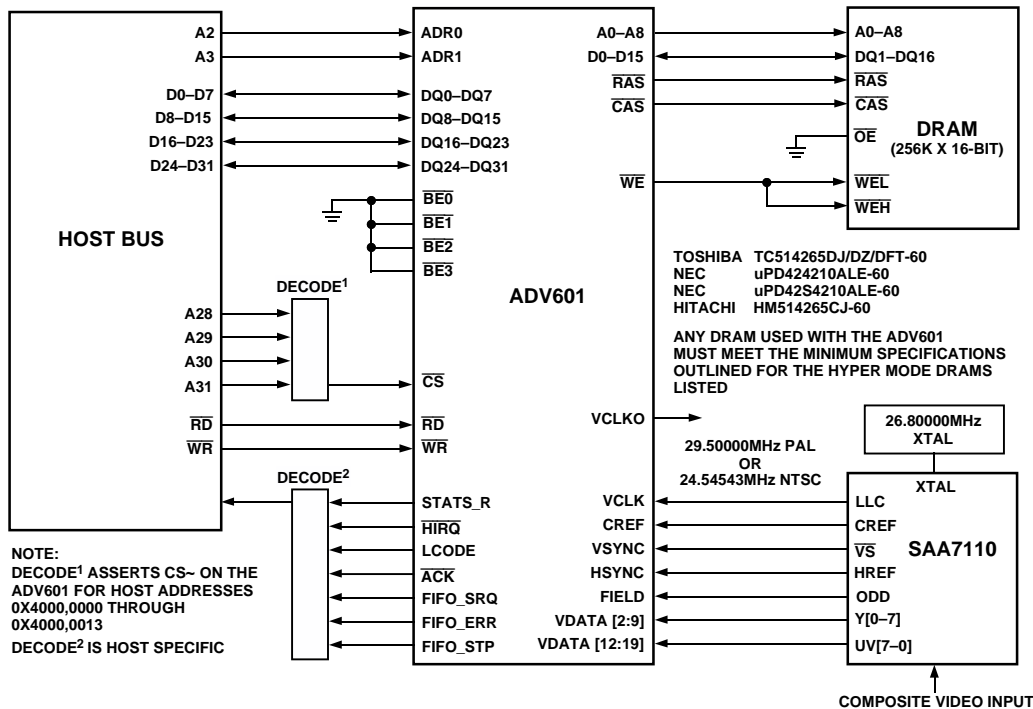 A2
A3
D0–D7
D8–D15
D16–D23
D24–D31
HOST BUS
A28
A29
A30
A31
RD
WR
DECODE1
DECODE2
ADR0
ADR1
DQ0–DQ7
DQ8–DQ15
DQ16–DQ23
DQ24–DQ31
BE0
BE1
BE2
BE3
CS
RD
WR
STATS_R
HIRQ
LCODE
ACK
FIFO_SRQ
FIFO_ERR
FIFO_STP
ADV601
A0–A8
D0–D15
RAS
CAS
WE
VCLKO
VCLK
CREF
VSYNC
HSYNC
FIELD
VDATA [2:9]
VDATA [12:19]
A0–A8
DQ1–DQ16
RAS
CAS
OE
WEL
WEH
DRAM
(256K X 16-BIT)
TOSHIBA TC514265DJ/DZ/DFT-60
NEC uPD424210ALE-60
NEC uPD42S4210ALE-60
HITACHI HM514265CJ-60
ANY DRAM USED WITH THE ADV601
MUST MEET THE MINIMUM SPECIFICATIONS
OUTLINED FOR THE HYPER MODE DRAMS
LISTED
29.50000MHz PAL
OR
24.54543MHz NTSC
26.80000MHz
XTAL
XTAL
LLC
CREF
VS
HREF
ODD
Y[0–7]
UV[7–0]
SAA7110
COMPOSITE VIDEO INPUT
NOTE:
DECODE1 ASSERTS CS~ ON THE
ADV601 FOR HOST ADDRESSES
0X4000,0000 THROUGH
0X4000,0013
DECODE2 IS HOST SPECIFIC